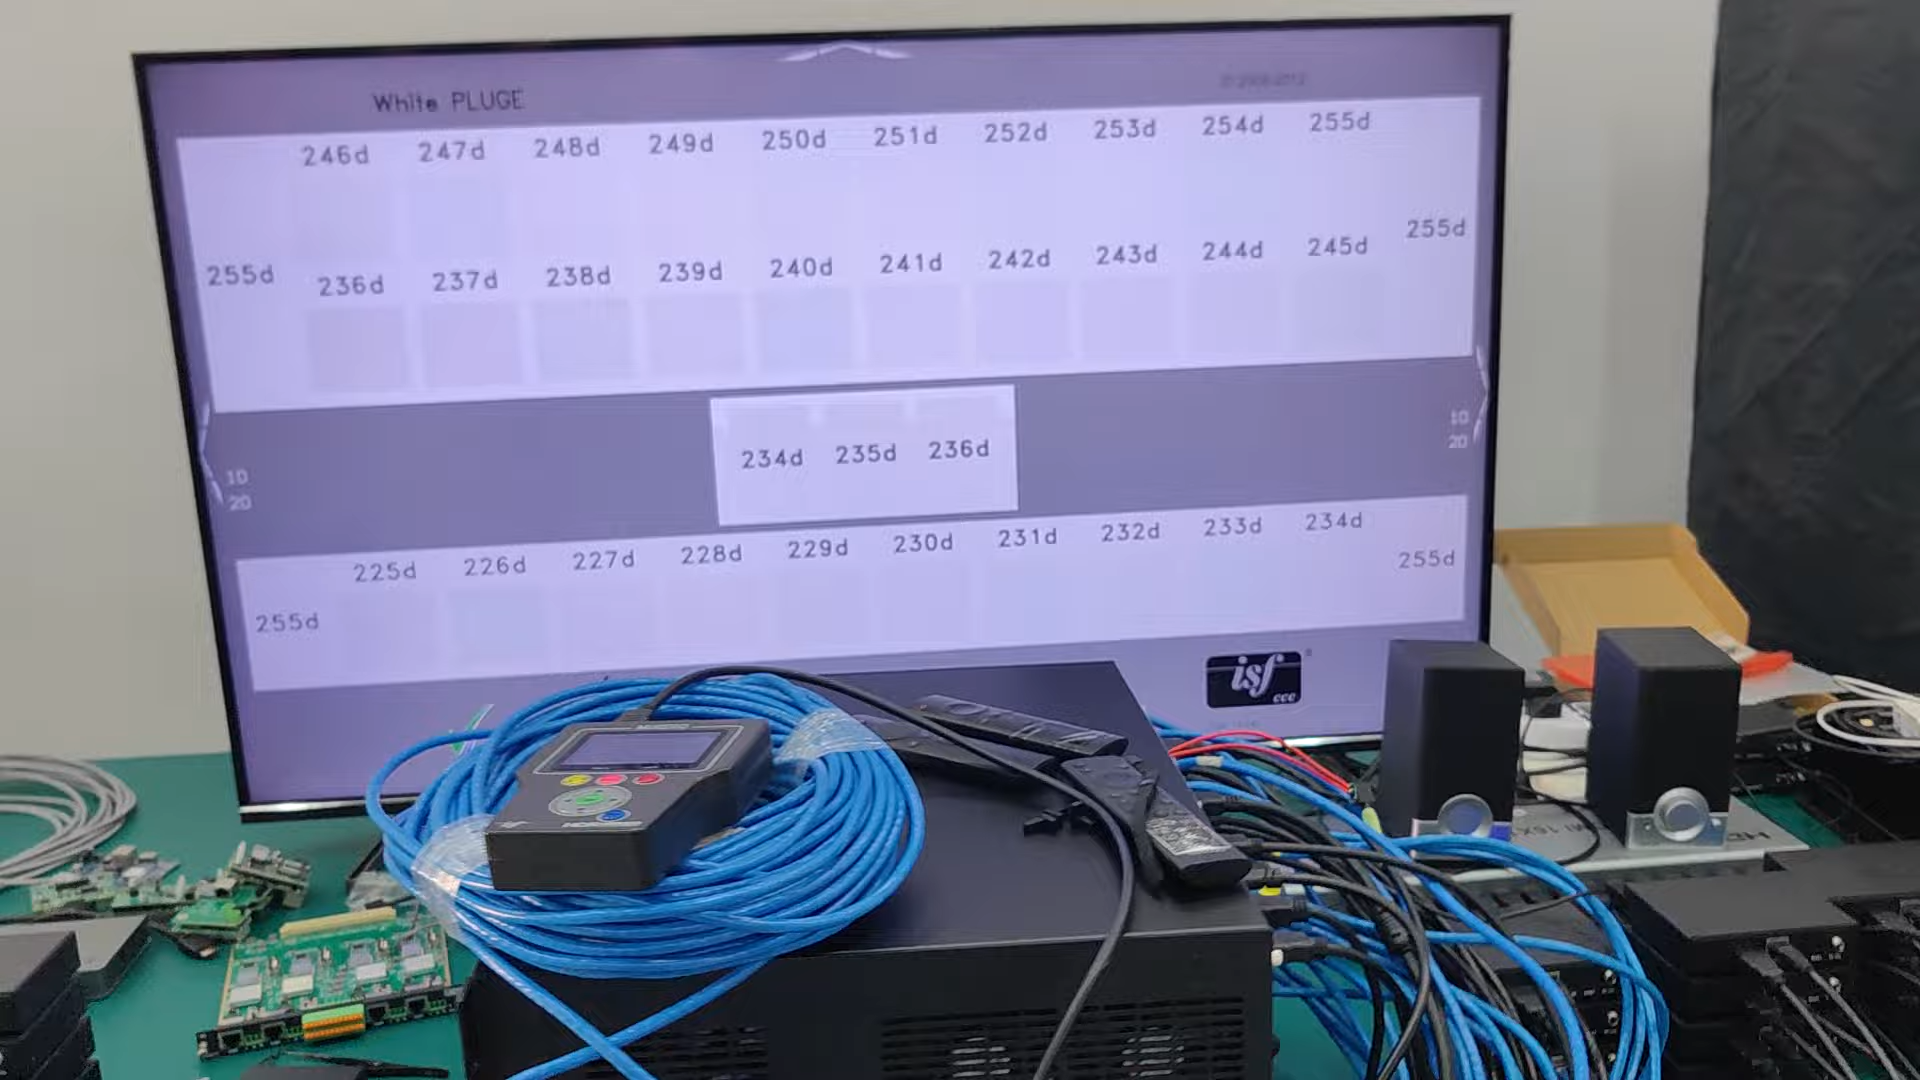 White PLUGE
246d 247d 248d 249d 250d 251d 252d 253d 254d 255d
255d
255d 236d 237d 238d 239d 240d 241d 242d 243d 244d 245d
10
20
234d 235d 236d
10
20
225d 226d 227d 228d 229d 230d 231d 232d 233d 234d
255d
255d
isf
ccc